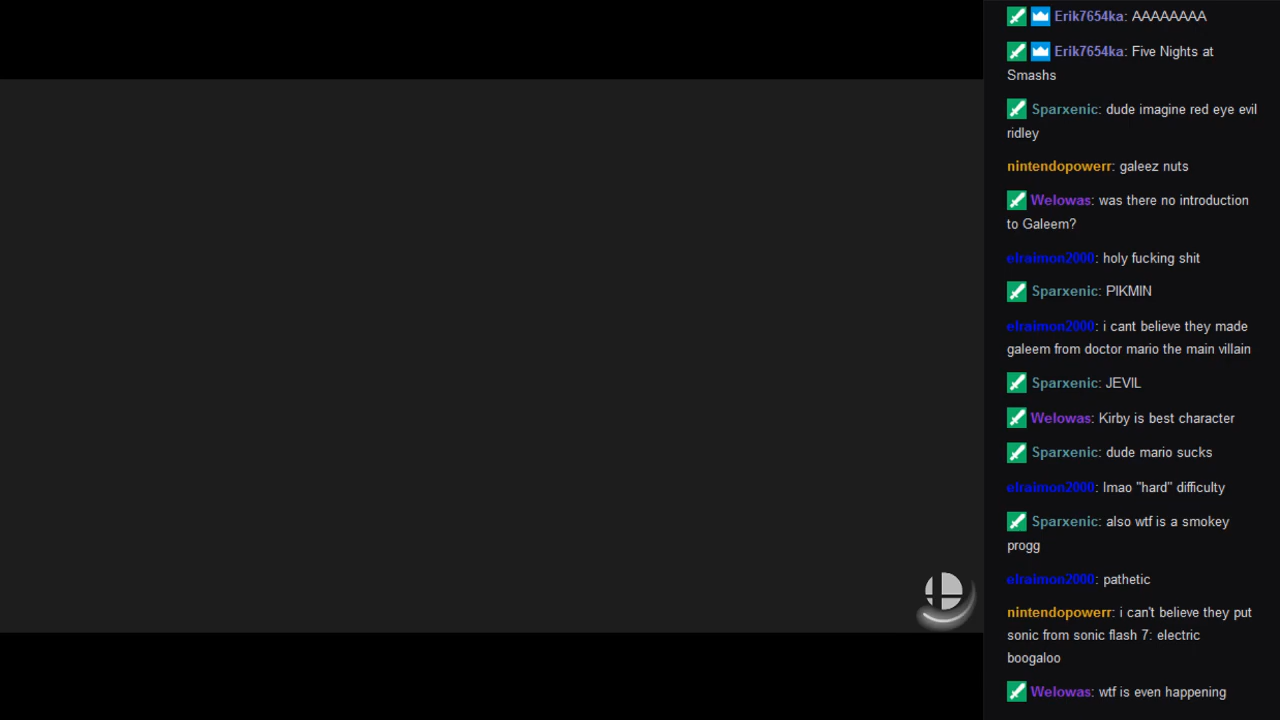 Erik7654ka: AAAAAAAA
Erik7654ka: Five Nights at
Smashs
Sparxenic: dude imagine red eye evil
ridley
nintendopowerr: galeez nuts
Welowas: was there no introduction
to Galeem?
elraimon2000: holy fucking shit
Sparxenic: PIKMIN
elraimon2000: i cant believe they made
galeem from doctor mario the main villain
Sparxenic: JEVIL
Welowas: Kirby is best character
Sparxenic: dude mario sucks
elraimon2000: lmao "hard" difficulty
Sparxenic: also wtf is a smokey
progg
elraimon2000: pathetic
nintendopowerr: i can't believe they put
sonic from sonic flash 7: electric
boogaloo
Welowas: wtf is even happening